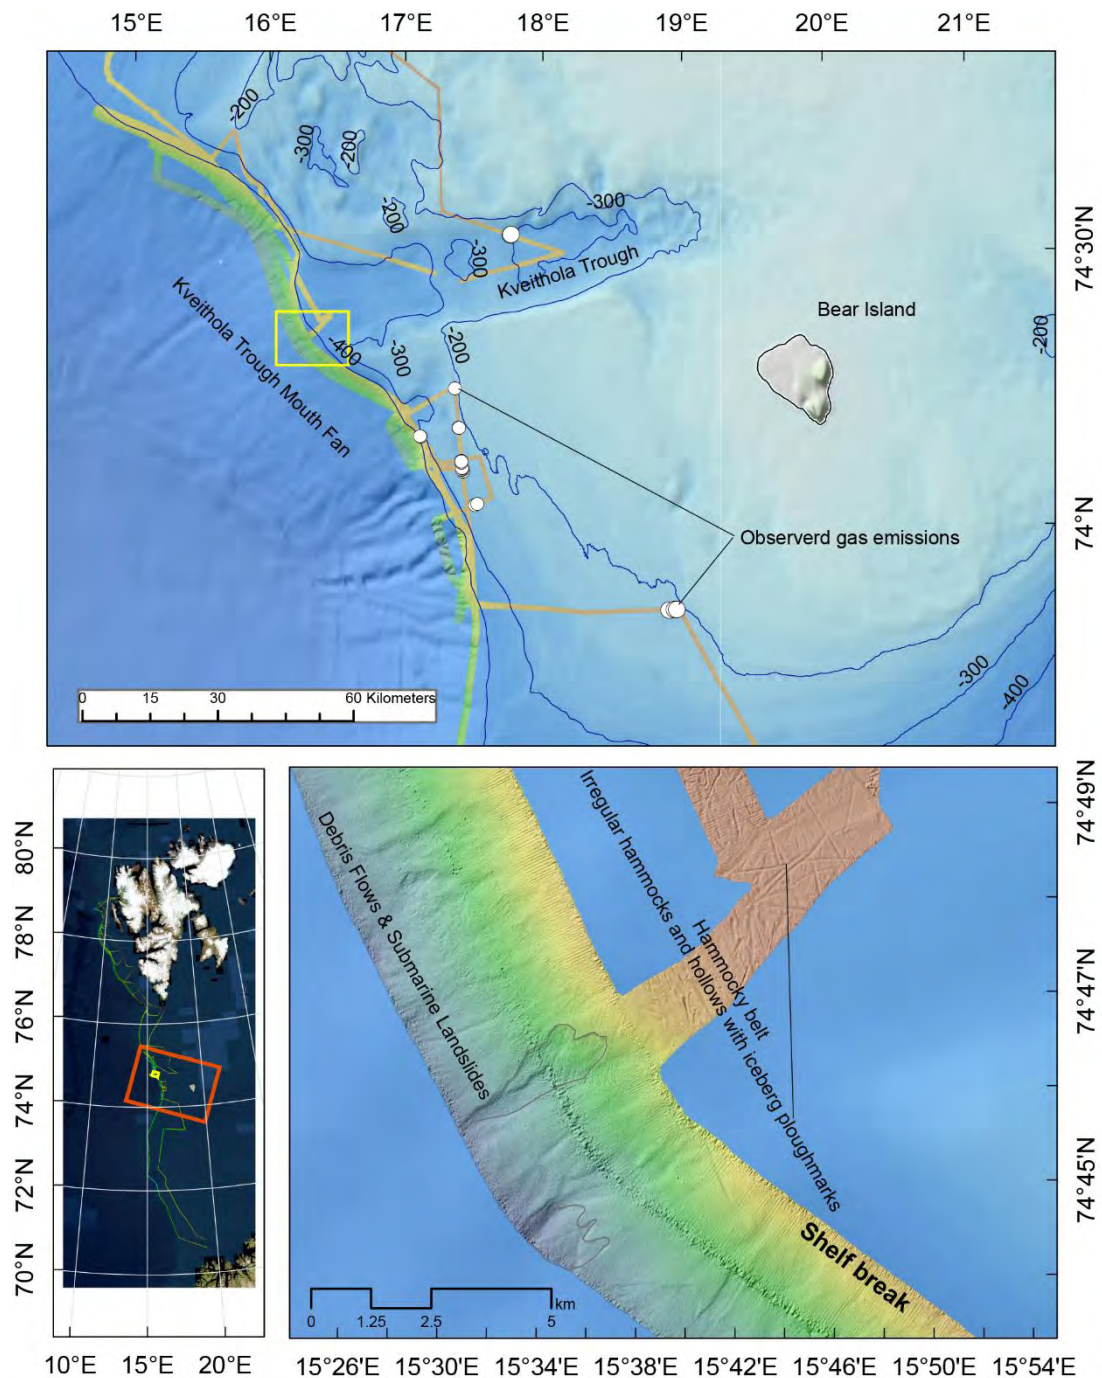 15°E 16°E 17°E 18°E 19°E 20°E 21°E
-200
-300
-200
-200
-300
-300
74°30'N
Kveithola Trough
Kveithola Trough Mouth Fan
Bear Island
-200
-400
-300
-200
Observerd gas emissions
74°N
-300
-400
0 15 30 60 Kilometers
80°N
78°N
76°N
74°N
72°N
70°N
10°E 15°E 20°E
Debris Flows & Submarine Landslides
Irregular hammocks and hollows with iceberg ploughmarks
Hammocky belt
Shelf break
74°49'N
74°47'N
74°45'N
km
0 1.25 2.5 5
15°26'E 15°30'E 15°34'E 15°38'E 15°42'E 15°46'E 15°50'E 15°54'E